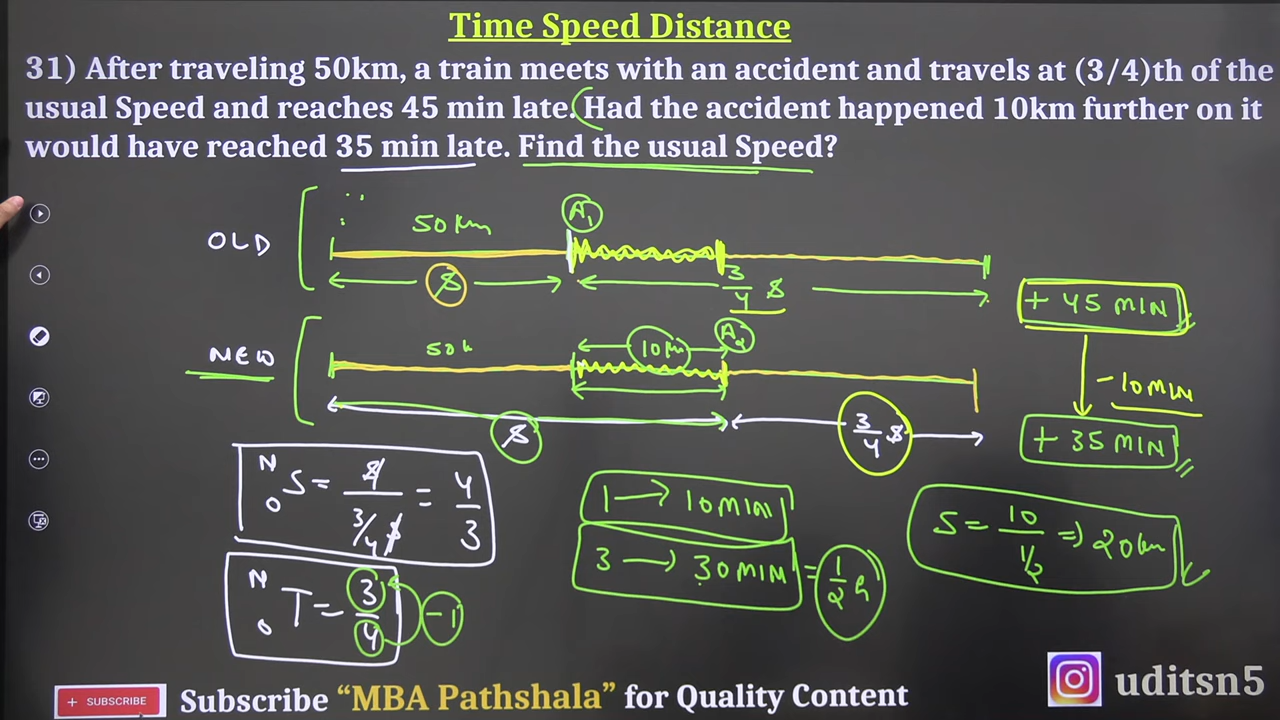 Time Speed Distance
31) After traveling 50km, a train meets with an accident and travels at (3/4)th of the
usual Speed and reaches 45 min late. Had the accident happened 10km further on it
would have reached 35 min late. Find the usual Speed?
OLD
50 km
A1
S
3/4 S
+ 45 MIN
NEW
50k
10km
A2
- 10 MIN
S
3/4 S
+ 35 MIN
N
O
S = S / 3/4 S = 4/3
1 → 10 MIN
3 → 30 MIN = 1/2 h
S = 10 / 1/2 ⇒ 20 km
N
O
T = 3/4
-1
+ SUBSCRIBE
Subscribe “MBA Pathshala” for Quality Content
uditsn5